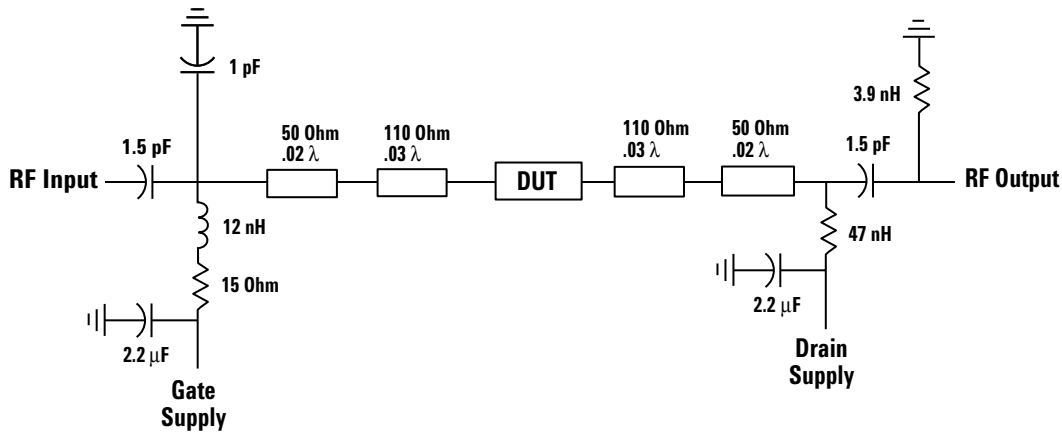 1 pF
3.9 nH
50 Ohm
.02 λ
110 Ohm
.03 λ
110 Ohm
.03 λ
50 Ohm
.02 λ
1.5 pF
1.5 pF
RF Input
DUT
RF Output
12 nH
47 nH
15 Ohm
2.2 μF
2.2 μF
Gate
Supply
Drain
Supply